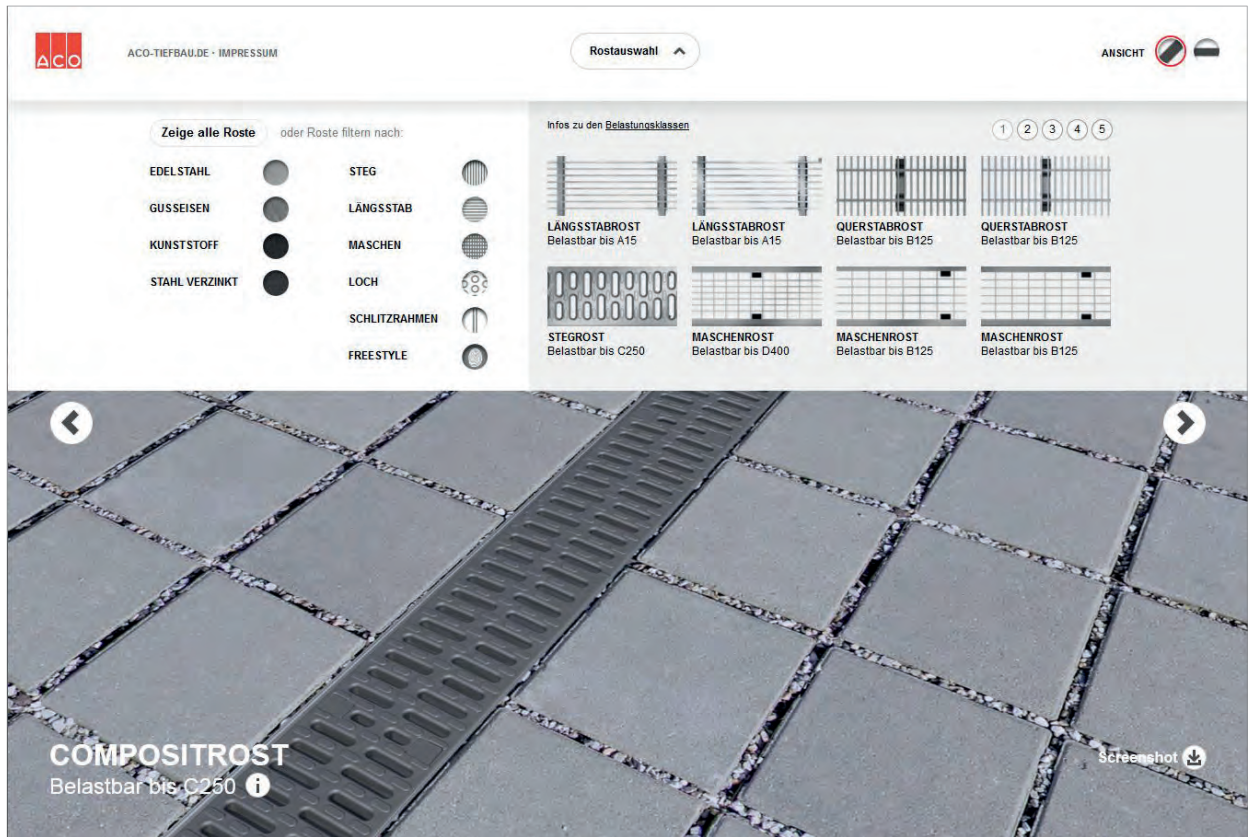 ACO
ACO-TIEFBAU.DE · IMPRESSUM
Rostauswahl
ANSICHT
Zeige alle Roste oder Roste filtern nach:
EDELSTAHL
GUSSEISEN
KUNSTSTOFF
STAHL VERZINKT
STEG
LÄNGSSTAB
MASCHEN
LOCH
SCHLITZRAHMEN
FREESTYLE
Infos zu den Belastungsklassen
1 2 3 4 5
LÄNGSSTABROST
Belastbar bis A15
LÄNGSSTABROST
Belastbar bis A15
QUERSTABROST
Belastbar bis B125
QUERSTABROST
Belastbar bis B125
STEGROST
Belastbar bis C250
MASCHENROST
Belastbar bis D400
MASCHENROST
Belastbar bis B125
MASCHENROST
Belastbar bis B125
COMPOSITROST
Belastbar bis C250 i
Screenshot